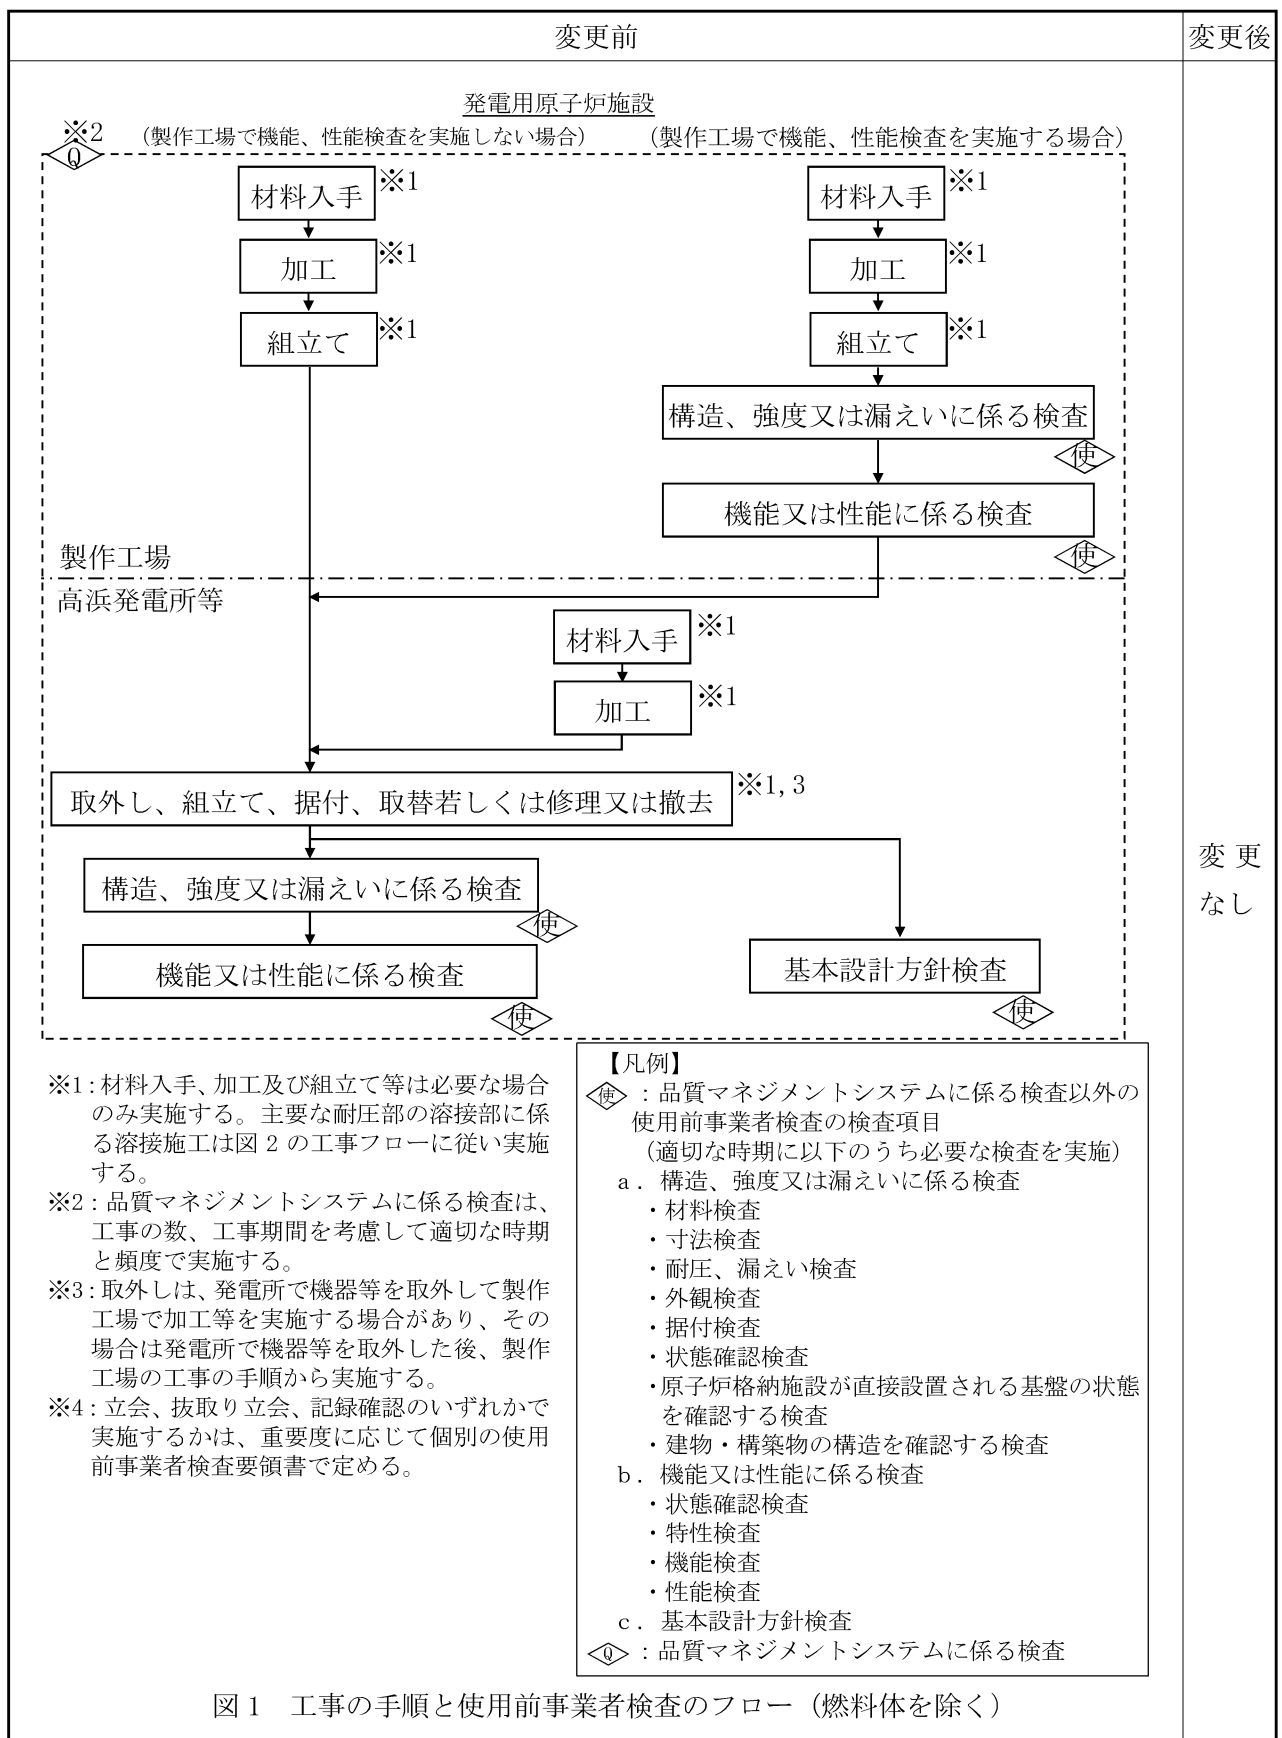 変更前
変更後
発電用原子炉施設
※2
（製作工場で機能、性能検査を実施しない場合）
（製作工場で機能、性能検査を実施する場合）
Q
材料入手
※1
加工
※1
組立て
※1
材料入手
※1
加工
※1
組立て
※1
構造、強度又は漏えいに係る検査
使
機能又は性能に係る検査
使
製作工場
高浜発電所等
材料入手
※1
加工
※1
取外し、組立て、据付、取替若しくは修理又は撤去
※1,3
構造、強度又は漏えいに係る検査
使
機能又は性能に係る検査
使
基本設計方針検査
使
変更
なし
※1：材料入手、加工及び組立て等は必要な場合
のみ実施する。主要な耐圧部の溶接部に係
る溶接施工は図２の工事フローに従い実施
する。
※2：品質マネジメントシステムに係る検査は、
工事の数、工事期間を考慮して適切な時期
と頻度で実施する。
※3：取外しは、発電所で機器等を取外して製作
工場で加工等を実施する場合があり、その
場合は発電所で機器等を取外した後、製作
工場の工事の手順から実施する。
※4：立会、抜取り立会、記録確認のいずれかで
実施するかは、重要度に応じて個別の使用
前事業者検査要領書で定める。
【凡例】
使：品質マネジメントシステムに係る検査以外の
使用前事業者検査の検査項目
（適切な時期に以下のうち必要な検査を実施）
ａ．構造、強度又は漏えいに係る検査
・材料検査
・寸法検査
・耐圧、漏えい検査
・外観検査
・据付検査
・状態確認検査
・原子炉格納施設が直接設置される基盤の状態
を確認する検査
・建物・構築物の構造を確認する検査
ｂ．機能又は性能に係る検査
・状態確認検査
・特性検査
・機能検査
・性能検査
ｃ．基本設計方針検査
Q：品質マネジメントシステムに係る検査
図１　工事の手順と使用前事業者検査のフロー（燃料体を除く）